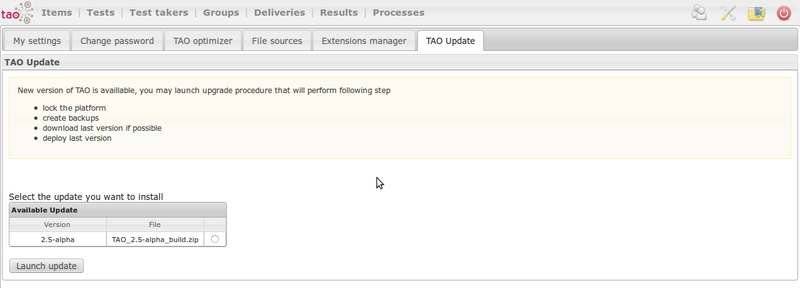 tao Items Tests Test takers Groups Deliveries Results Processes
My settings Change password TAO optimizer File sources Extensions manager TAO Update
TAO Update
New version of TAO is available, you may launch upgrade procedure that will perform following step
lock the platform
create backups
download last version if possible
deploy last version
Select the update you want to install
Available Update
Version File
2.5-alpha TAO_2.5-alpha_build.zip
Launch update